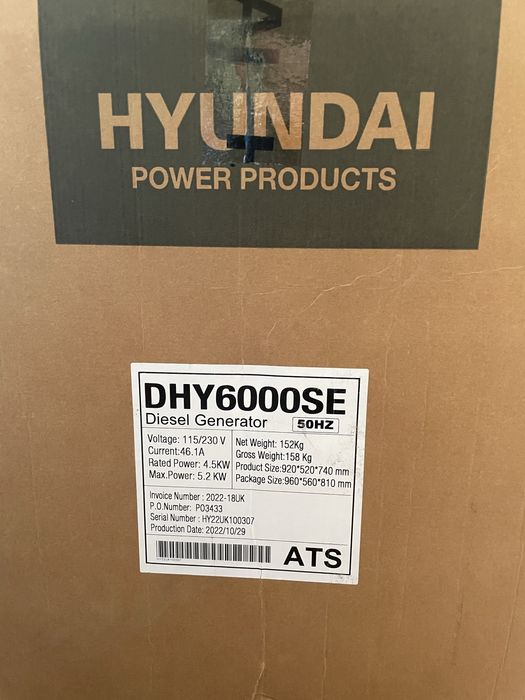 HYUNDAI
POWER PRODUCTS
DHY6000SE
Diesel Generator 50HZ
Voltage: 115/230 V
Current:46.1A
Rated Power: 4.5KW
Max.Power: 5.2 KW
Net Weight: 152Kg
Gross Weight:158 Kg
Product Size:920*520*740 mm
Package Size:960*560*810 mm
Invoice Number : 2022-18UK
P.O.Number: PO3433
Serial Number : HY22UK100307
Production Date: 2022/10/29
ATS